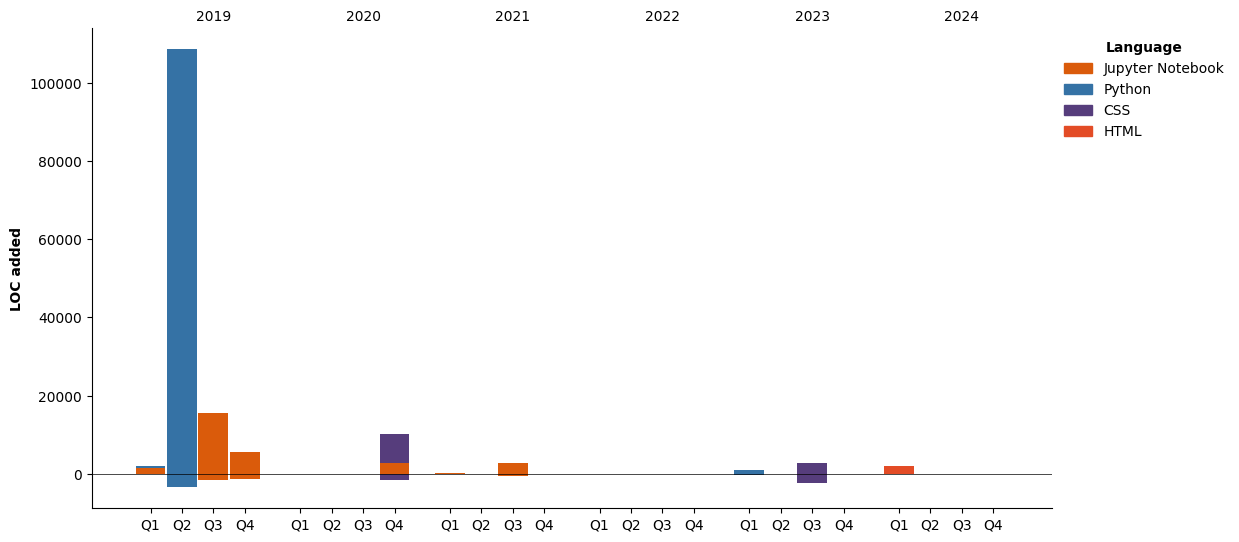 2019 2020 2021 2022 2023 2024
Language
Jupyter Notebook
Python
CSS
HTML
LOC added
100000
80000
60000
40000
20000
0
Q1 Q2 Q3 Q4 Q1 Q2 Q3 Q4 Q1 Q2 Q3 Q4 Q1 Q2 Q3 Q4 Q1 Q2 Q3 Q4 Q1 Q2 Q3 Q4